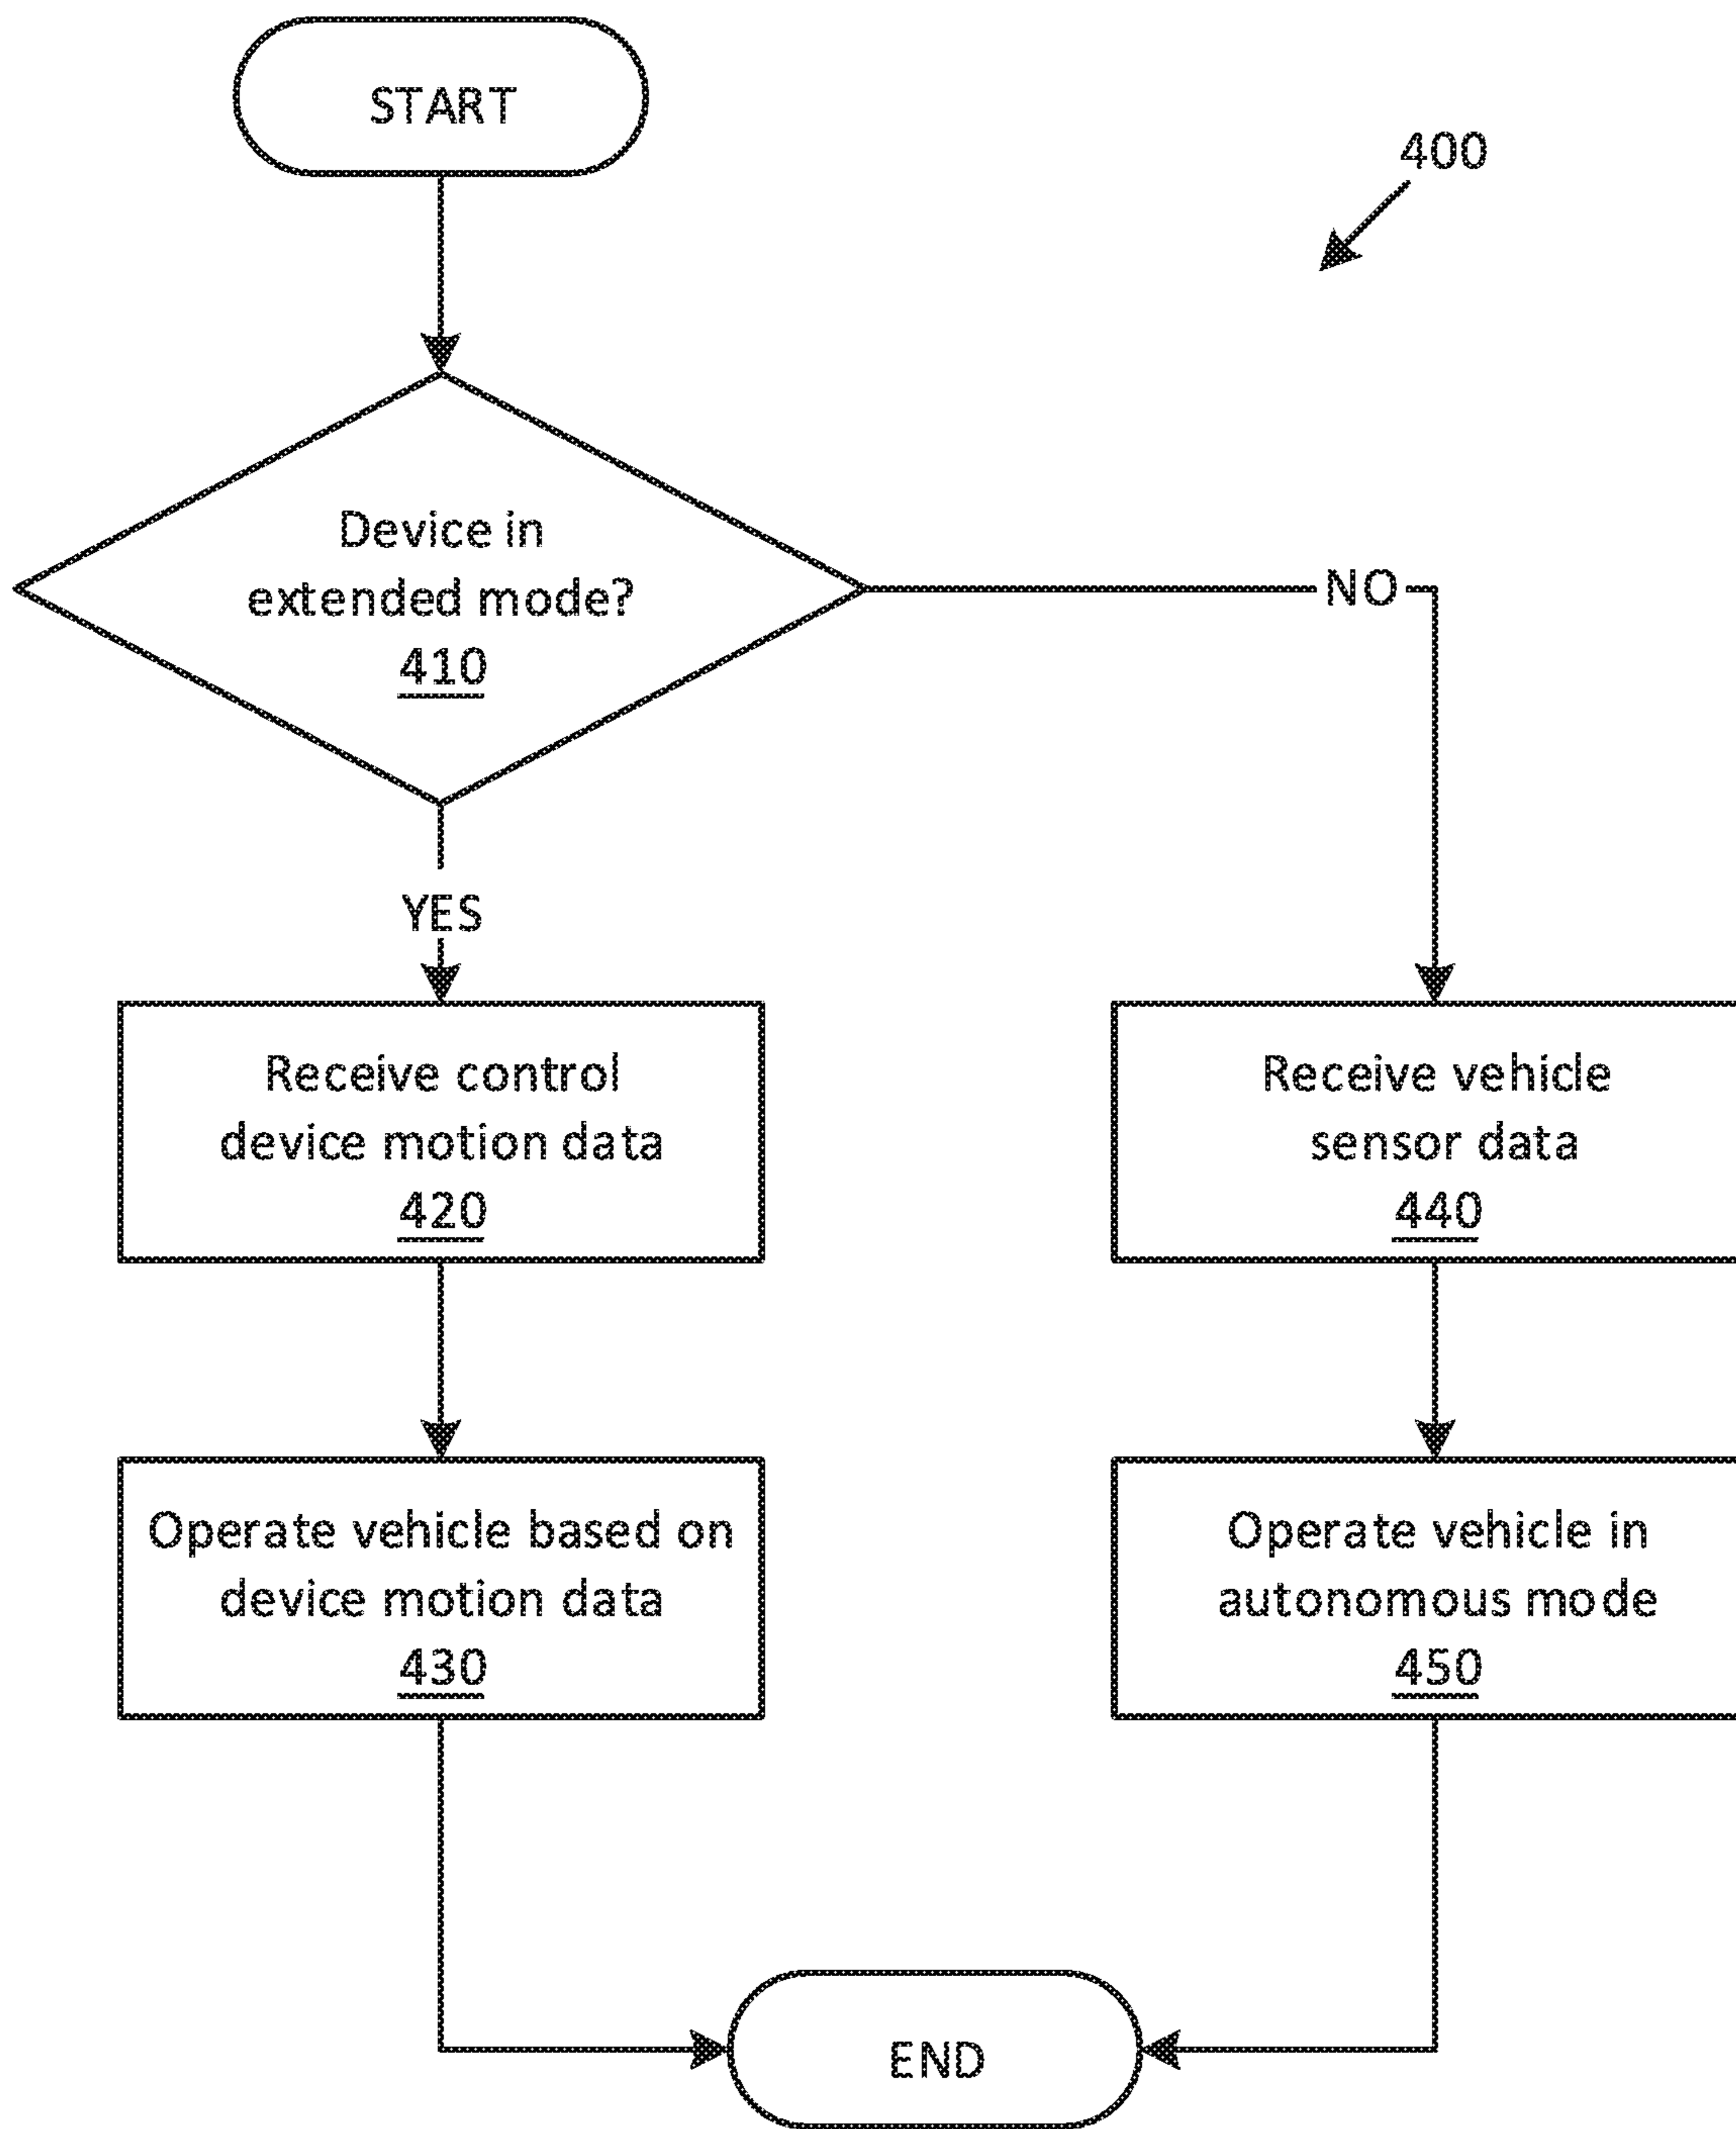 START
400
Device in
extended mode?
410
NO
YES
Receive control
device motion data
420
Receive vehicle
sensor data
440
Operate vehicle based on
device motion data
430
Operate vehicle in
autonomous mode
450
END